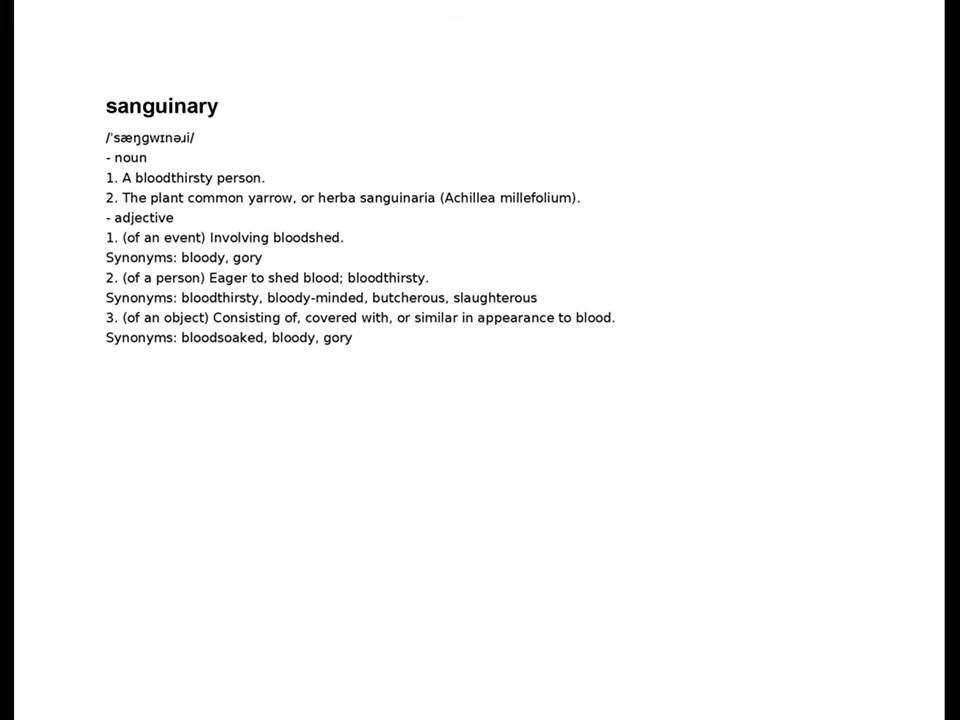 sanguinary
/ˈsæŋɡwɪnəɹi/
- noun
1. A bloodthirsty person.
2. The plant common yarrow, or herba sanguinaria (Achillea millefolium).
- adjective
1. (of an event) Involving bloodshed.
Synonyms: bloody, gory
2. (of a person) Eager to shed blood; bloodthirsty.
Synonyms: bloodthirsty, bloody-minded, butcherous, slaughterous
3. (of an object) Consisting of, covered with, or similar in appearance to blood.
Synonyms: bloodsoaked, bloody, gory